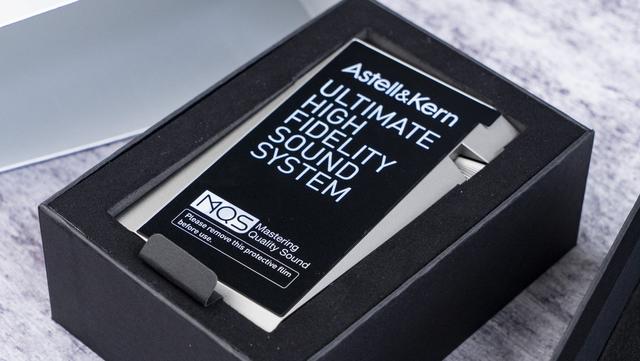 Astell&Kern
ULTIMATE
HIGH
FIDELITY
SOUND
SYSTEM
MQS Mastering
Quality Sound
Please remove this protective film
before use.